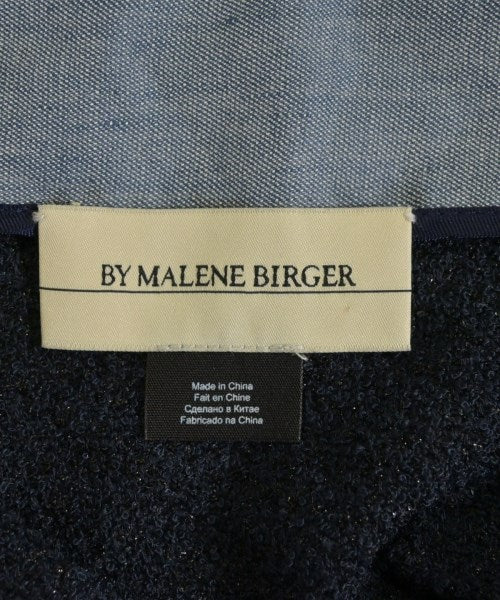 BY MALENE BIRGER
Made in China
Fait en Chine
Сделано в Китае
Fabricado na China